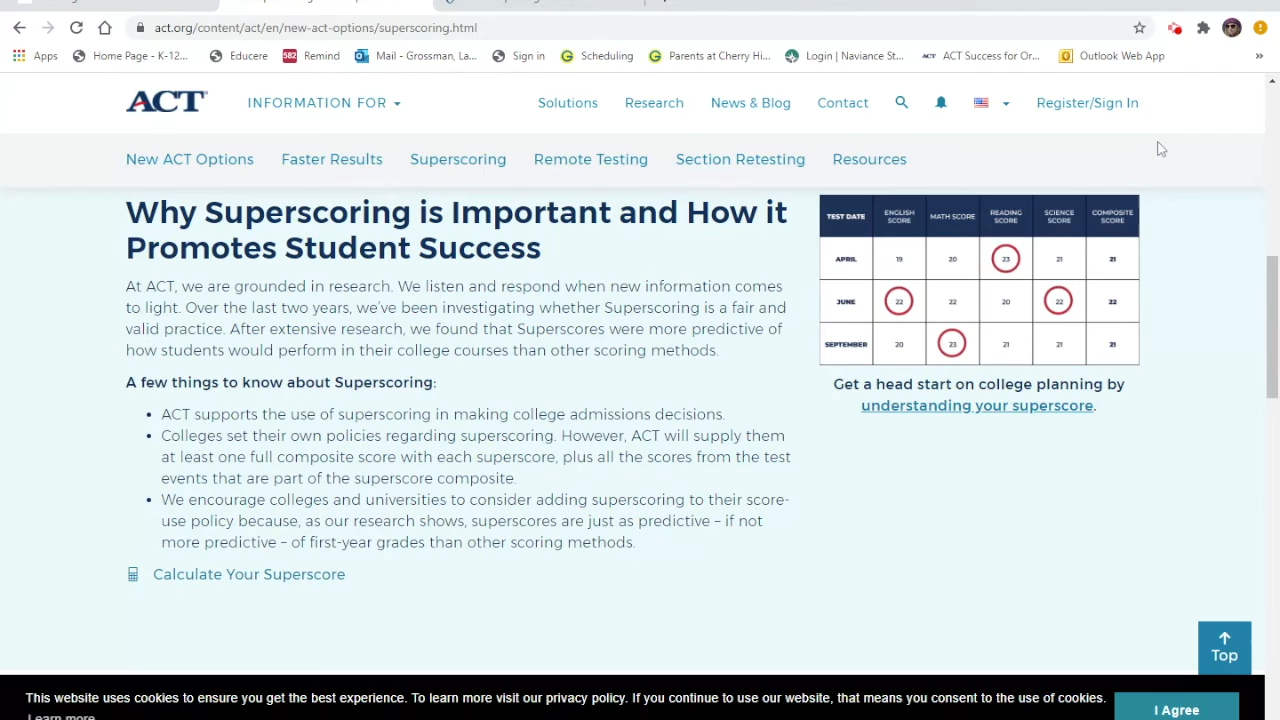 act.org/content/act/en/new-act-options/superscoring.html
Apps Home Page - K-12... Educere 582 Remind Mail - Grossman, La... Sign in Scheduling Parents at Cherry Hi... Login | Naviance St... ACT ACT Success for Or... Outlook Web App »
ACT INFORMATION FOR Solutions Research News & Blog Contact Register/Sign In
New ACT Options Faster Results Superscoring Remote Testing Section Retesting Resources
Why Superscoring is Important and How it
Promotes Student Success
At ACT, we are grounded in research. We listen and respond when new information comes
to light. Over the last two years, we've been investigating whether Superscoring is a fair and
valid practice. After extensive research, we found that Superscores were more predictive of
how students would perform in their college courses than other scoring methods.
A few things to know about Superscoring:
• ACT supports the use of superscoring in making college admissions decisions.
• Colleges set their own policies regarding superscoring. However, ACT will supply them
at least one full composite score with each superscore, plus all the scores from the test
events that are part of the superscore composite.
• We encourage colleges and universities to consider adding superscoring to their score-
use policy because, as our research shows, superscores are just as predictive – if not
more predictive – of first-year grades than other scoring methods.
Calculate Your Superscore
TEST DATE ENGLISH SCORE MATH SCORE READING SCORE SCIENCE SCORE COMPOSITE SCORE
APRIL 19 20 23 21 21
JUNE 22 22 20 22 22
SEPTEMBER 20 23 21 21 21
Get a head start on college planning by
understanding your superscore.
Top
This website uses cookies to ensure you get the best experience. To learn more visit our privacy policy. If you continue to use our website, that means you consent to the use of cookies.
Learn more
I Agree